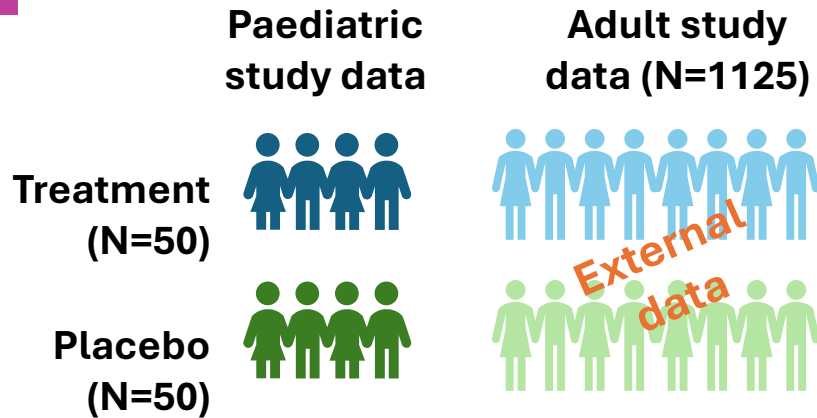 Paediatric
study data
Adult study
data (N=1125)
Treatment
(N=50)
External
data
Placebo
(N=50)